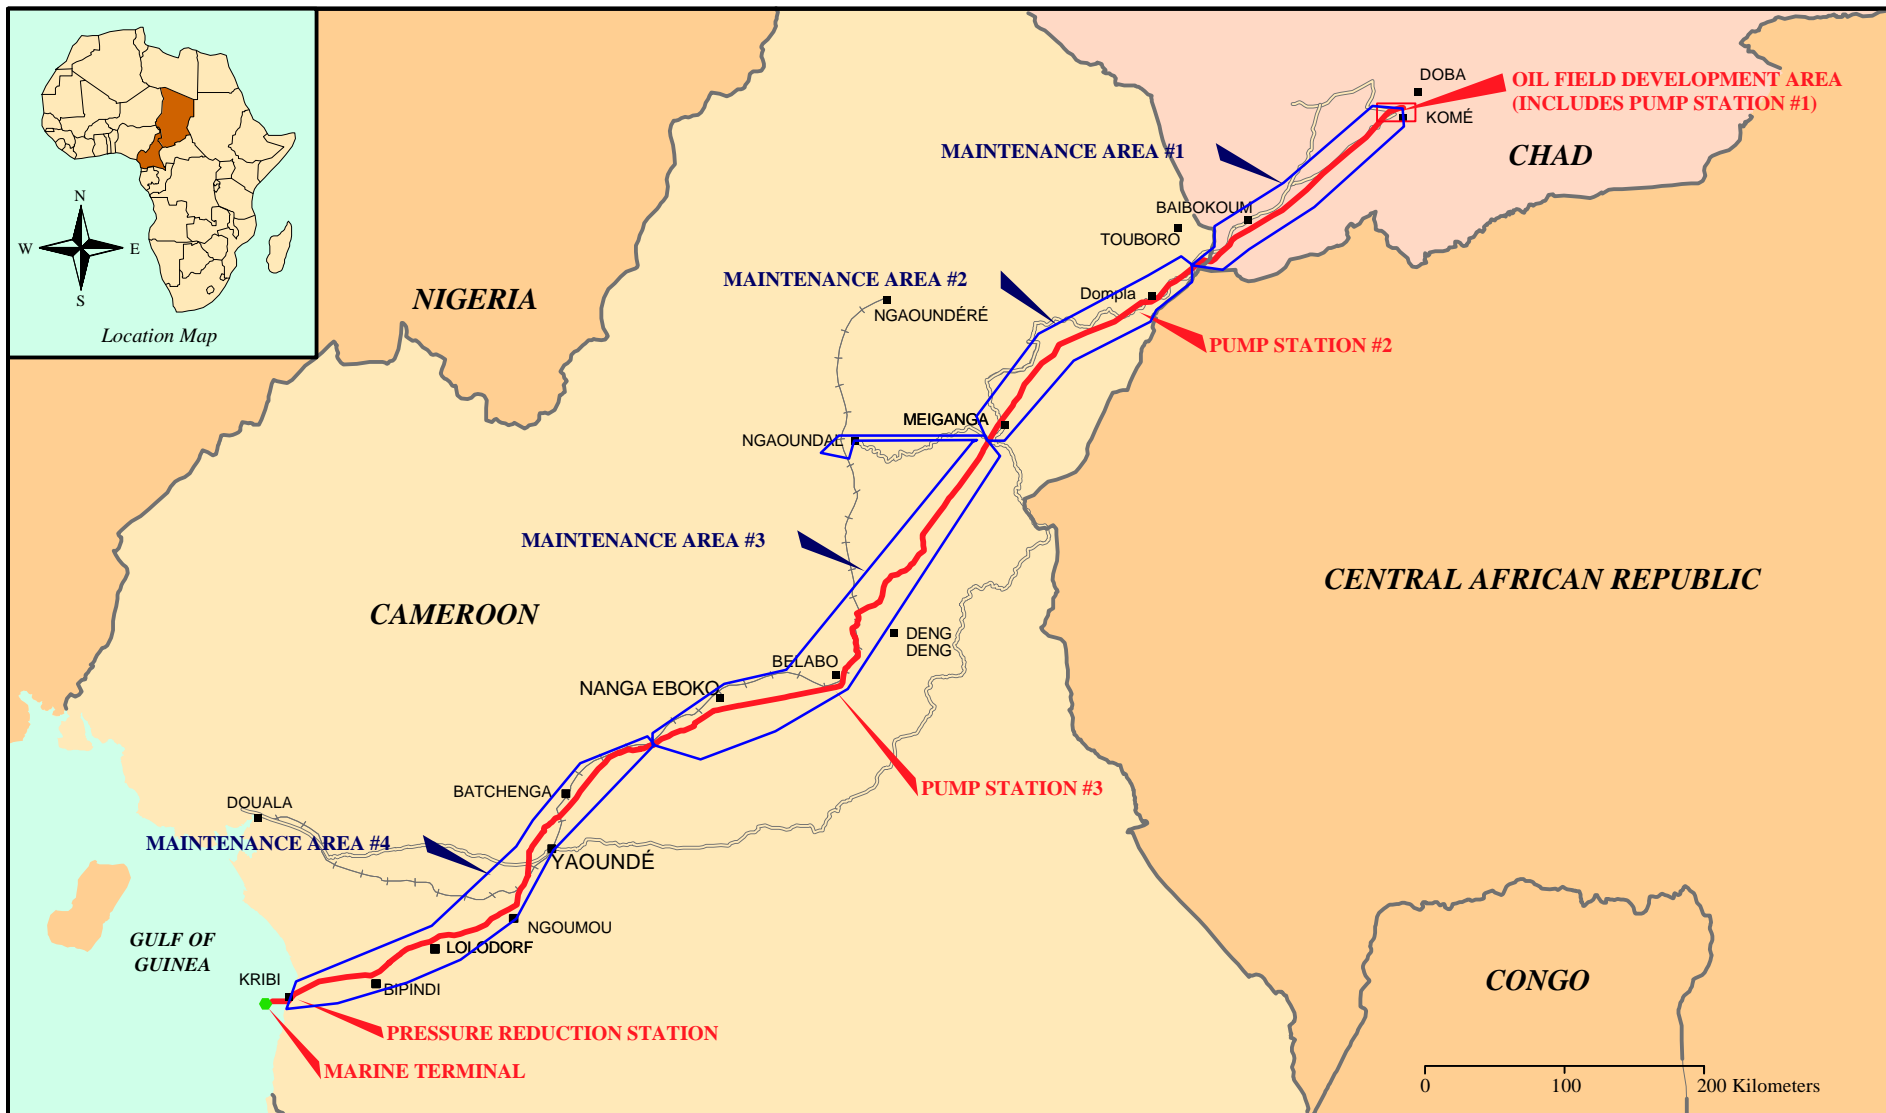 N
W
E
S
Location Map
NIGERIA
DOBA
OIL FIELD DEVELOPMENT AREA
(INCLUDES PUMP STATION #1)
KOMÉ
CHAD
MAINTENANCE AREA #1
BAIBOKOUM
TOUBORO
MAINTENANCE AREA #2
Dompla
NGAOUNDÉRÉ
PUMP STATION #2
MEIGANGA
NGAOUNDAL
MAINTENANCE AREA #3
CENTRAL AFRICAN REPUBLIC
CAMEROON
DENG
DENG
BELABO
NANGA EBOKO
PUMP STATION #3
BATCHENGA
DOUALA
MAINTENANCE AREA #4
YAOUNDÉ
NGOUMOU
GULF OF
GUINEA
LOLODORF
KRIBI
BIPINDI
CONGO
PRESSURE REDUCTION STATION
MARINE TERMINAL
0 100 200 Kilometers